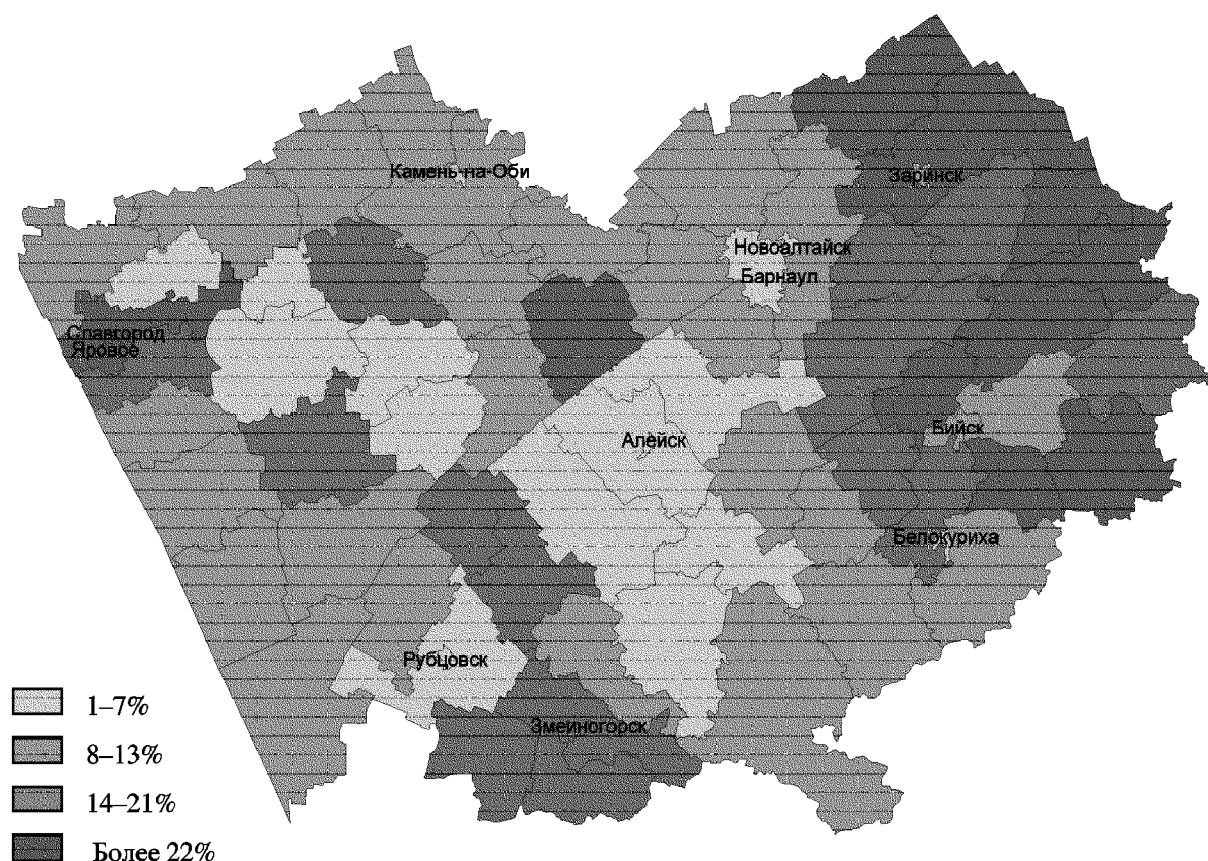 Камень-на-Оби
Заринск
Новоалтайск
Барнаул
Славгород
Яровое
Алейск
Бийск
Белокуриха
Рубцовск
Змеиногорск
1–7%
8–13%
14–21%
Более 22%